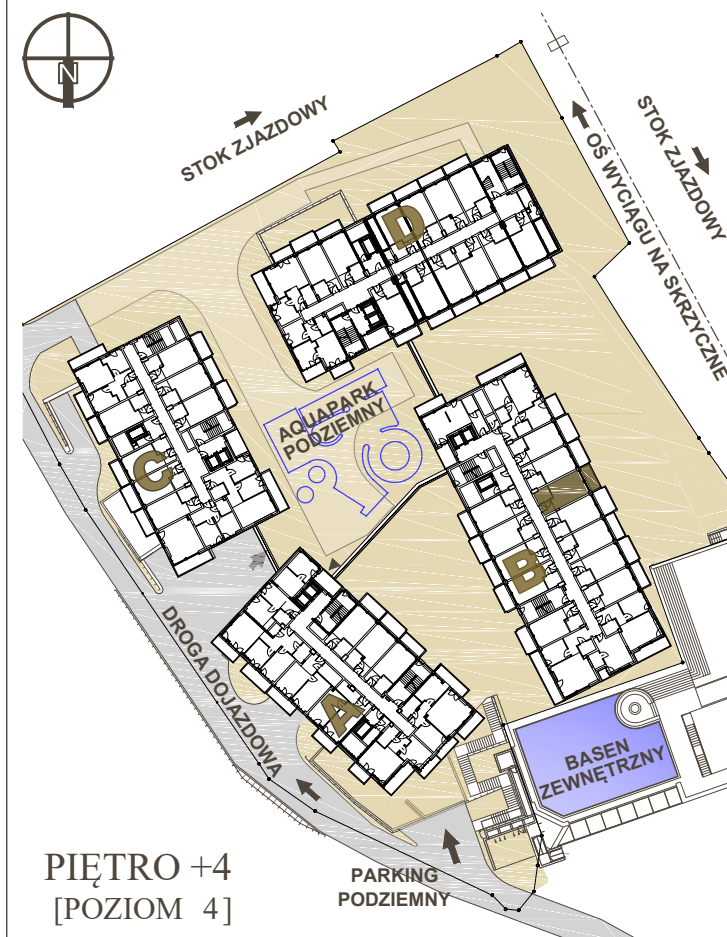 N
STOK ZJAZDOWY
STOK ZJAZDOWY
OŚ WYCIĄGU NA SKRZYCZNE
D
AQUAPARK
PODZIEMNY
C
B
A
DROGA DOJAZDOWA
BASEN
ZEWNĘTRZNY
PARKING
PODZIEMNY
PIĘTRO +4
[POZIOM 4]